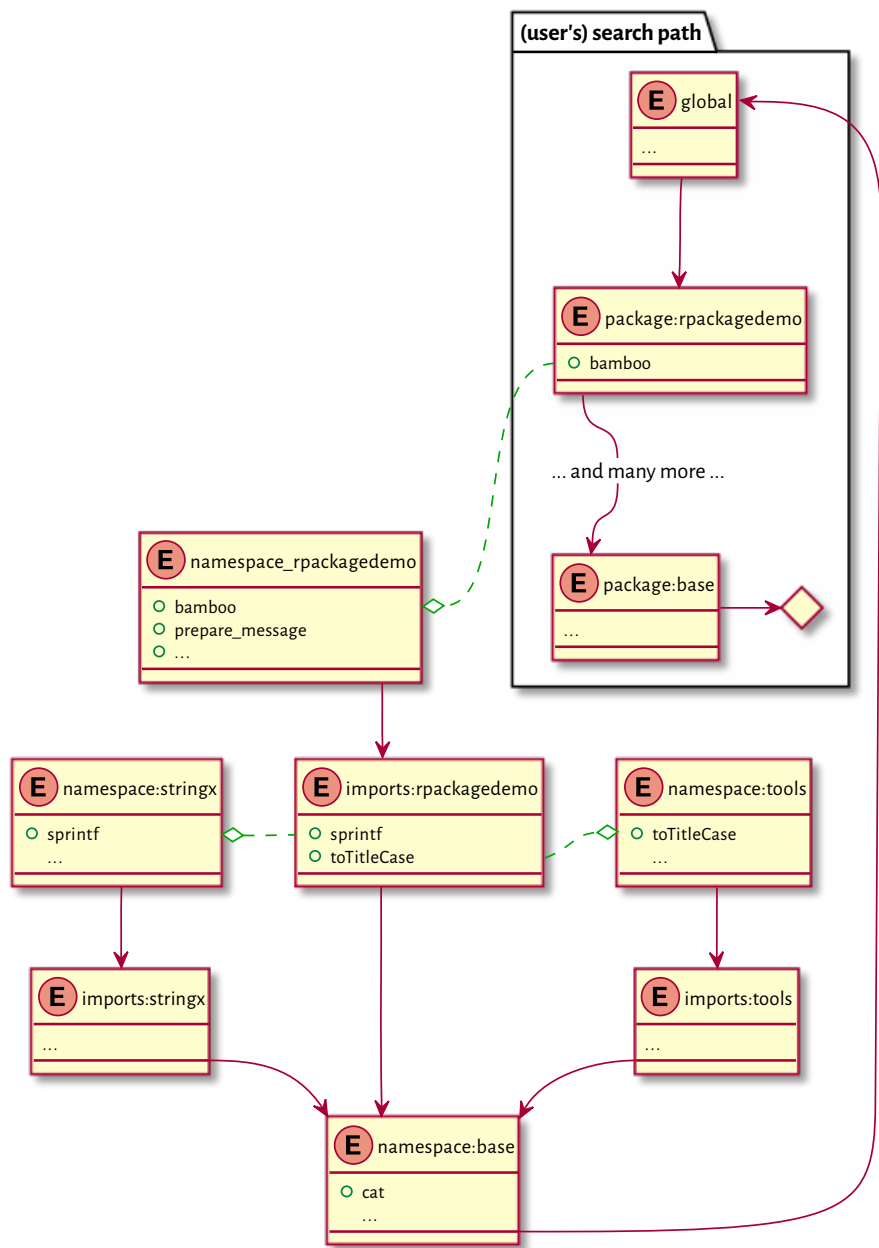 (user's) search path
E global
...
E package:rpackagedemo
bamboo
... and many more ...
E namespace_rpackagedemo
bamboo
prepare_message
...
E package:base
...
E namespace:stringx
sprintf
...
E imports:rpackagedemo
sprintf
toTitleCase
E namespace:tools
toTitleCase
...
E imports:stringx
...
E imports:tools
...
E namespace:base
cat
...